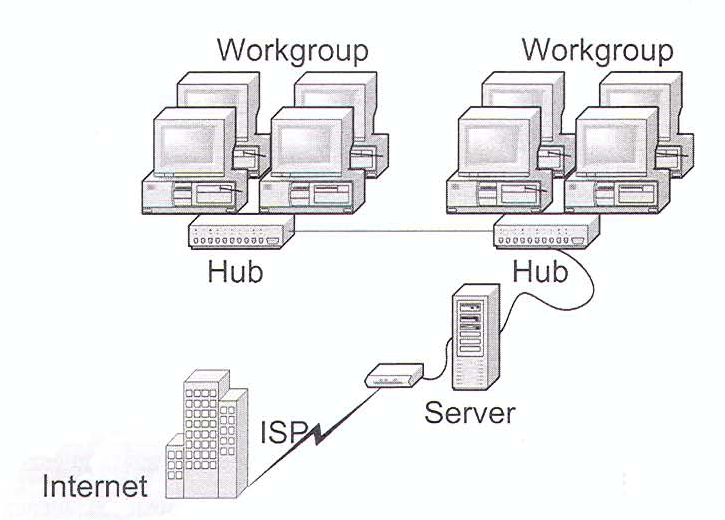 Workgroup
Workgroup
Hub
Hub
Server
ISP
Internet